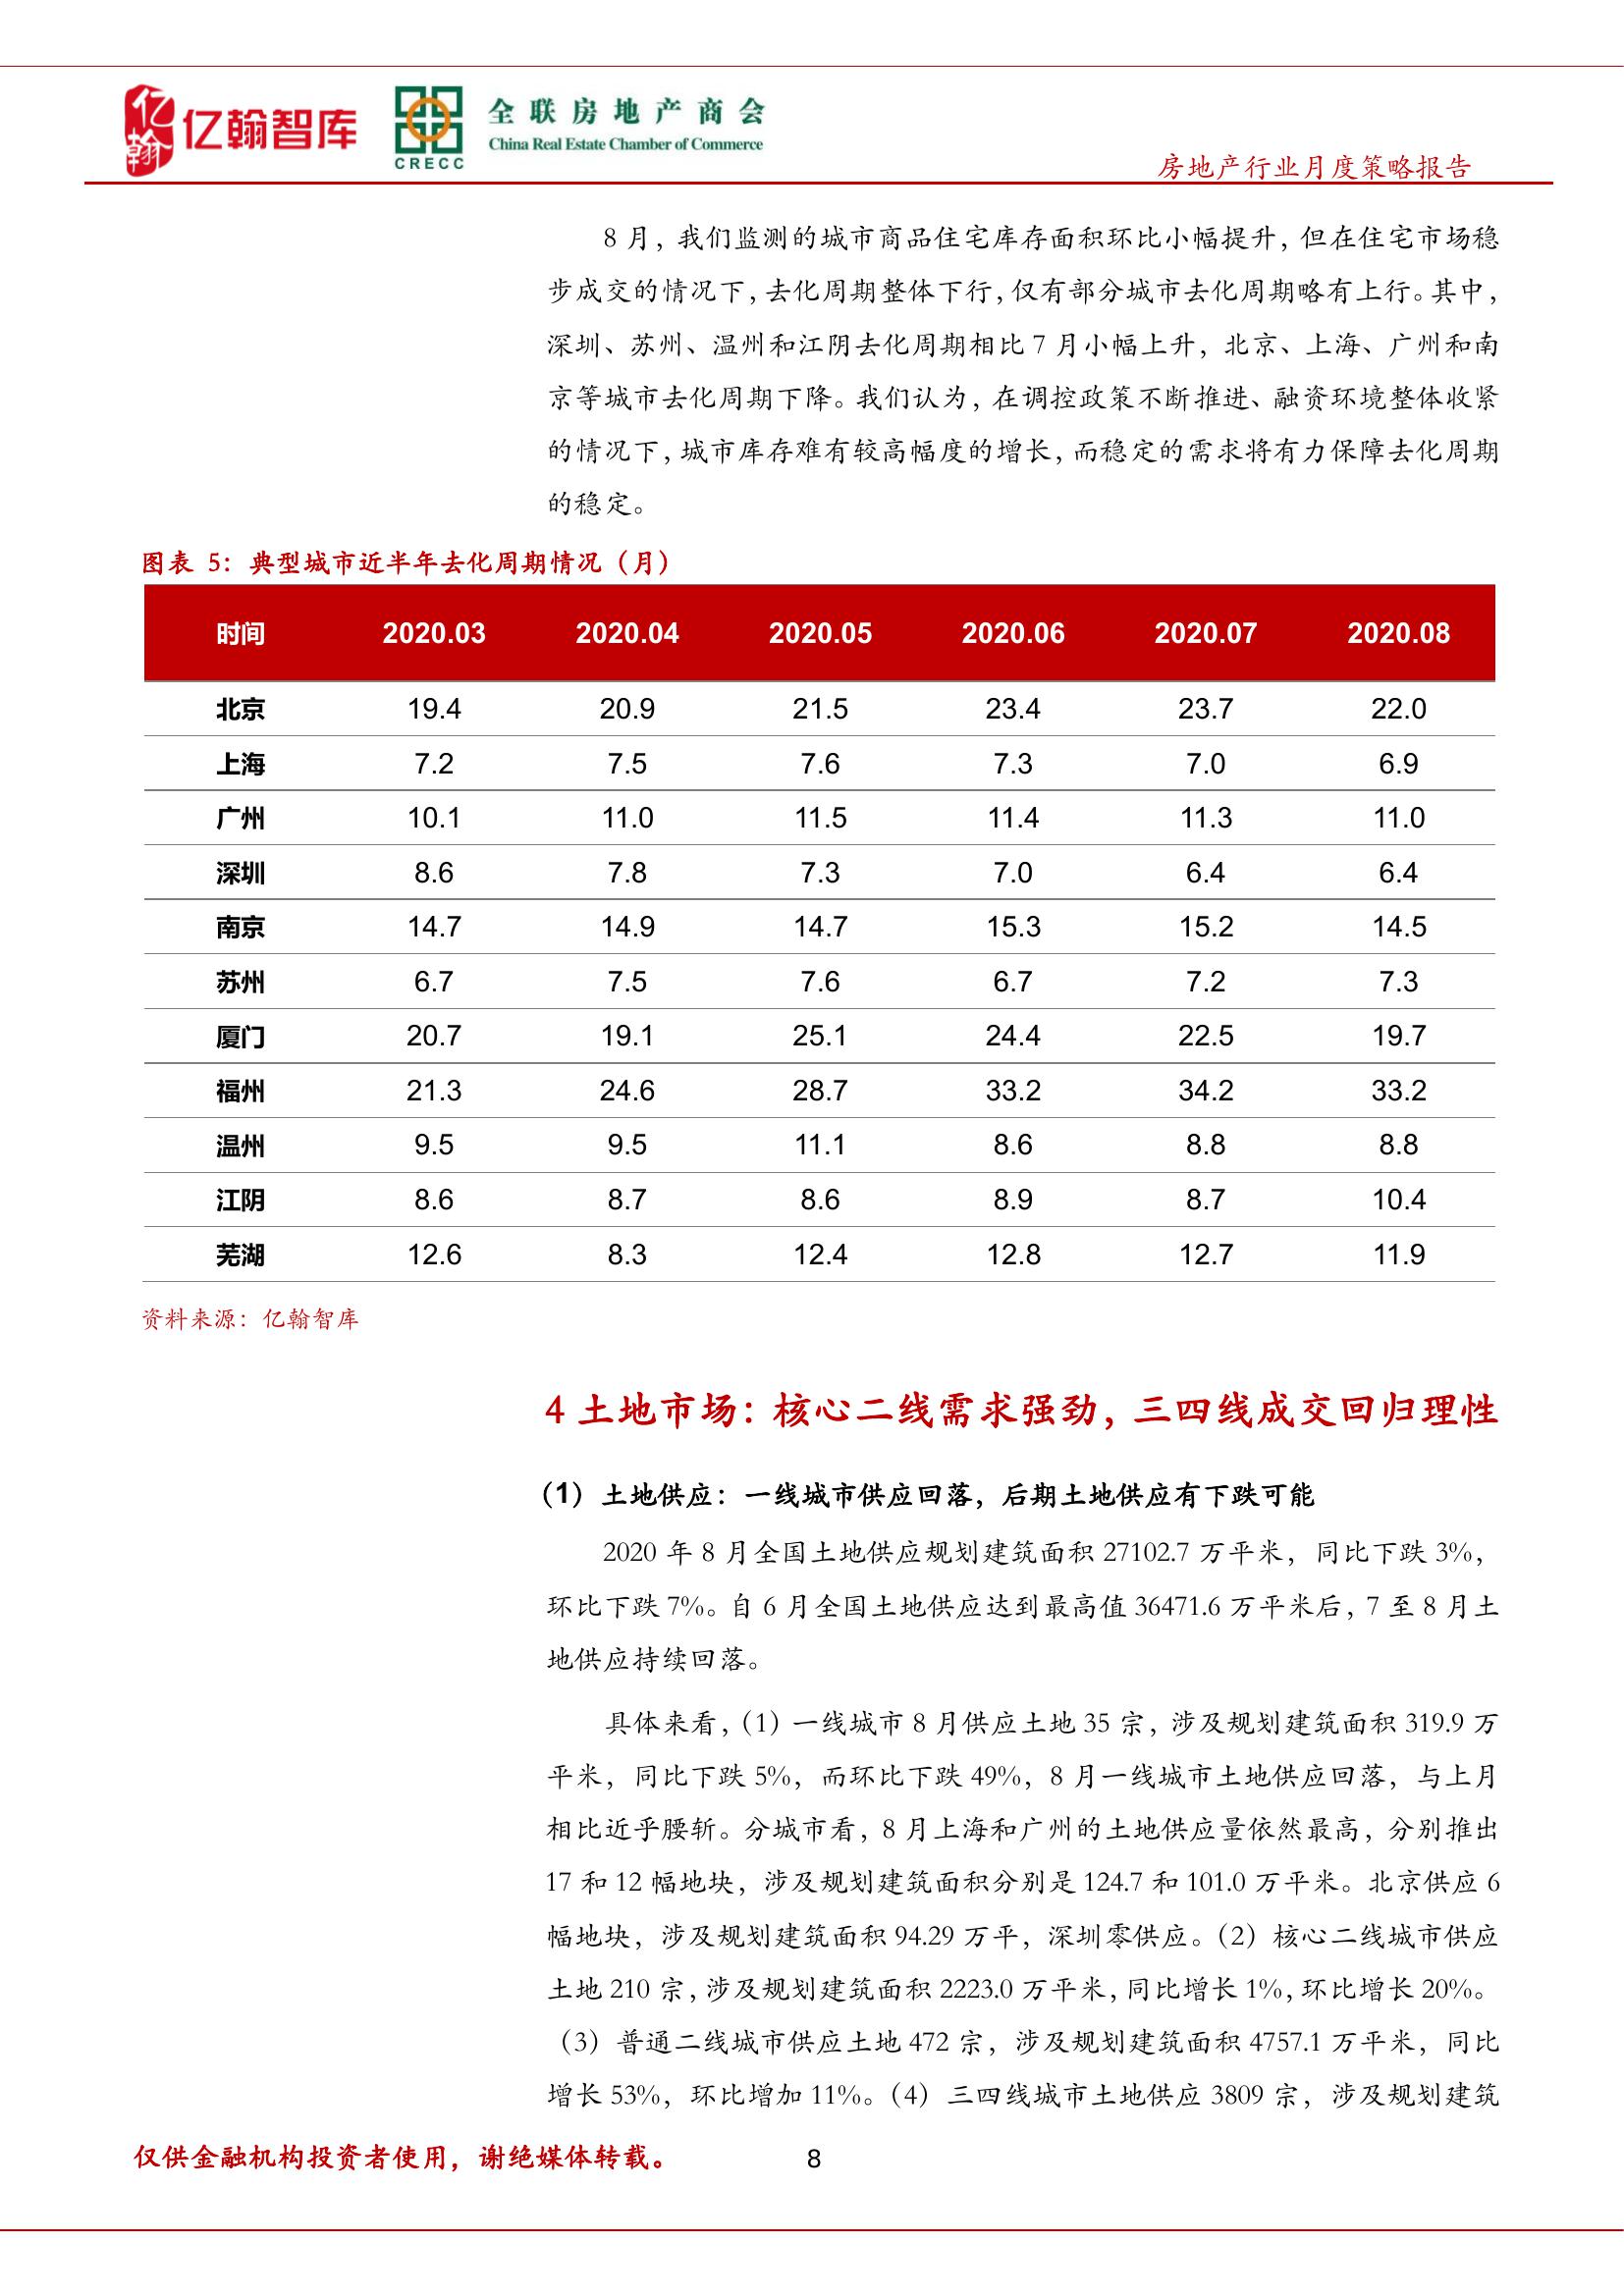 亿翰
亿翰智库
CRECC
全联房地产商会
China Real Estate Chamber of Commerce
房地产行业月度策略报告
8 月，我们监测的城市商品住宅库存面积环比小幅提升，但在住宅市场稳
步成交的情况下，去化周期整体下行，仅有部分城市去化周期略有上行。其中，
深圳、苏州、温州和江阴去化周期相比 7 月小幅上升，北京、上海、广州和南
京等城市去化周期下降。我们认为，在调控政策不断推进、融资环境整体收紧
的情况下，城市库存难有较高幅度的增长，而稳定的需求将有力保障去化周期
的稳定。
图表 5：典型城市近半年去化周期情况（月）
时间 2020.03 2020.04 2020.05 2020.06 2020.07 2020.08
北京 19.4 20.9 21.5 23.4 23.7 22.0
上海 7.2 7.5 7.6 7.3 7.0 6.9
广州 10.1 11.0 11.5 11.4 11.3 11.0
深圳 8.6 7.8 7.3 7.0 6.4 6.4
南京 14.7 14.9 14.7 15.3 15.2 14.5
苏州 6.7 7.5 7.6 6.7 7.2 7.3
厦门 20.7 19.1 25.1 24.4 22.5 19.7
福州 21.3 24.6 28.7 33.2 34.2 33.2
温州 9.5 9.5 11.1 8.6 8.8 8.8
江阴 8.6 8.7 8.6 8.9 8.7 10.4
芜湖 12.6 8.3 12.4 12.8 12.7 11.9
资料来源：亿翰智库
4 土地市场：核心二线需求强劲，三四线成交回归理性
（1）土地供应：一线城市供应回落，后期土地供应有下跌可能
2020 年 8 月全国土地供应规划建筑面积 27102.7 万平米，同比下跌 3%，
环比下跌 7%。自 6 月全国土地供应达到最高值 36471.6 万平米后，7 至 8 月土
地供应持续回落。
具体来看，（1）一线城市 8 月供应土地 35 宗，涉及规划建筑面积 319.9 万
平米，同比下跌 5%，而环比下跌 49%，8 月一线城市土地供应回落，与上月
相比近乎腰斩。分城市看，8 月上海和广州的土地供应量依然最高，分别推出
17 和 12 幅地块，涉及规划建筑面积分别是 124.7 和 101.0 万平米。北京供应 6
幅地块，涉及规划建筑面积 94.29 万平，深圳零供应。（2）核心二线城市供应
土地 210 宗，涉及规划建筑面积 2223.0 万平米，同比增长 1%，环比增长 20%。
（3）普通二线城市供应土地 472 宗，涉及规划建筑面积 4757.1 万平米，同比
增长 53%，环比增加 11%。（4）三四线城市土地供应 3809 宗，涉及规划建筑
仅供金融机构投资者使用，谢绝媒体转载。 8